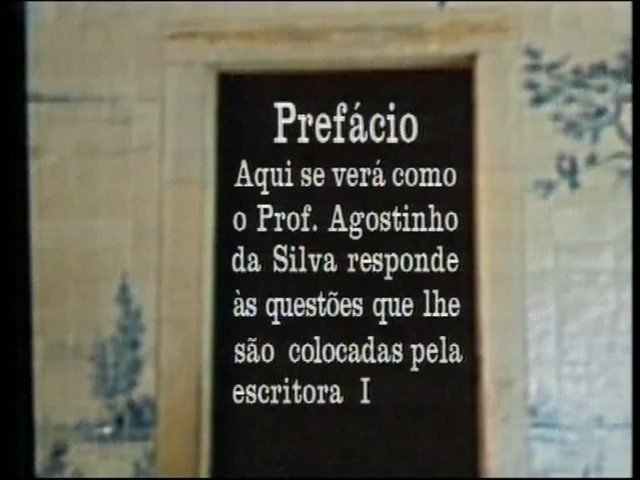 Prefácio
Aqui se verá como
o Prof. Agostinho
da Silva responde
às questões que lhe
são colocadas pela
escritora I